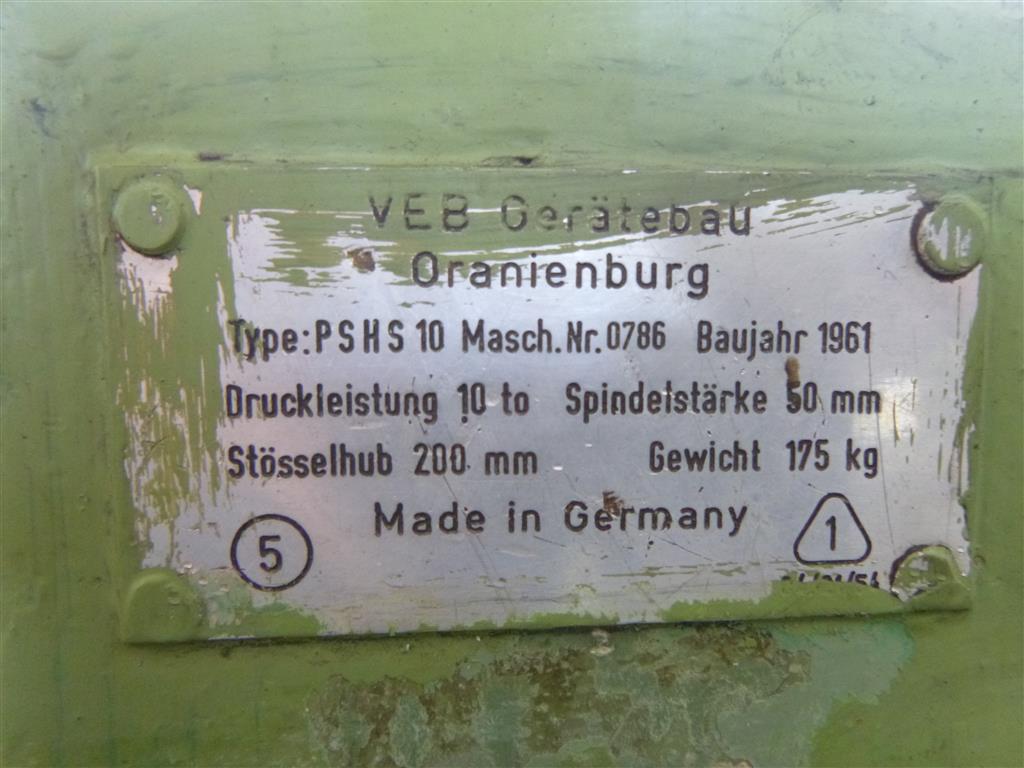 VEB Gerätebau
Oranienburg
Type: PSHS 10 Masch.Nr. 0786 Baujahr 1961
Druckleistung 10 to Spindelstärke 50 mm
Stösselhub 200 mm Gewicht 175 kg
Made in Germany
5
1